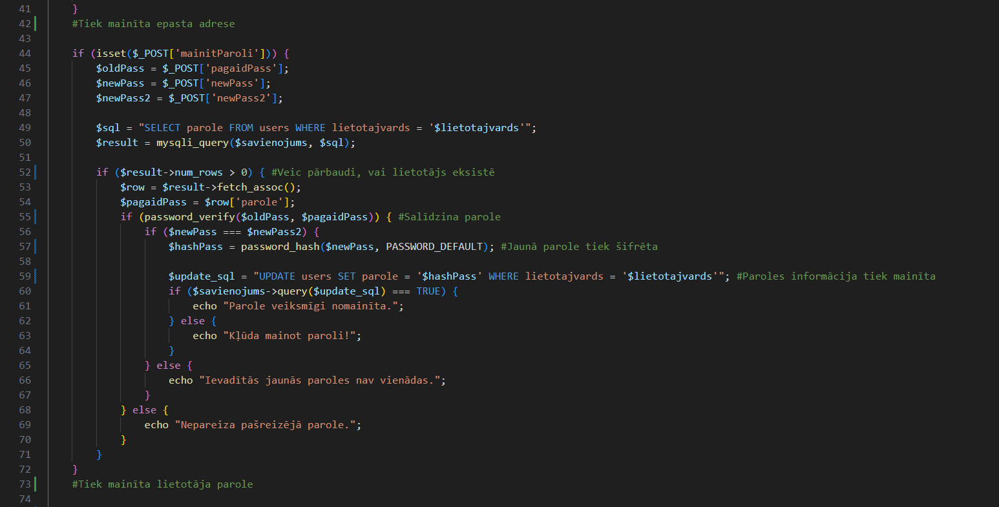 41 }
42 #Tiek mainīta epasta adrese
43
44 if (isset($_POST['mainitParoli'])) {
45 $oldPass = $_POST['pagaidPass'];
46 $newPass = $_POST['newPass'];
47 $newPass2 = $_POST['newPass2'];
48
49 $sql = "SELECT parole FROM users WHERE lietotajvards = '$lietotajvards'";
50 $result = mysqli_query($savienojums, $sql);
51
52 if ($result->num_rows > 0) { #Veic pārbaudi, vai lietotājs eksistē
53 $row = $result->fetch_assoc();
54 $pagaidPass = $row['parole'];
55 if (password_verify($oldPass, $pagaidPass)) { #Salīdzina parole
56 if ($newPass === $newPass2) {
57 $hashPass = password_hash($newPass, PASSWORD_DEFAULT); #Jaunā parole tiek šifrēta
58
59 $update_sql = "UPDATE users SET parole = '$hashPass' WHERE lietotajvards = '$lietotajvards'"; #Paroles informācija tiek mainīta
60 if ($savienojums->query($update_sql) === TRUE) {
61 echo "Parole veiksmīgi nomainīta.";
62 } else {
63 echo "Kļūda mainot paroli!";
64 }
65 } else {
66 echo "Ievadītās jaunās paroles nav vienādas.";
67 }
68 } else {
69 echo "Nepareiza pašreizējā parole.";
70 }
71 }
72 }
73 #Tiek mainīta lietotāja parole
74